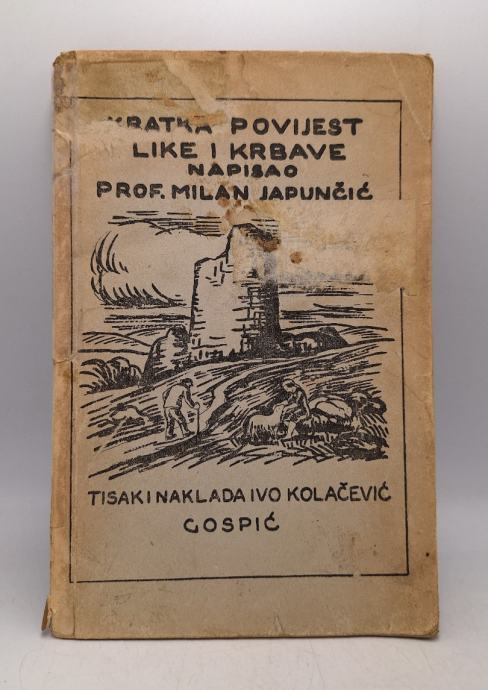 KRATKA POVIJEST
LIKE I KRBAVE
NAPISAO
PROF. MILAN JAPUNČIĆ
TISAK I NAKLADA IVO KOLAČEVIĆ
GOSPIĆ